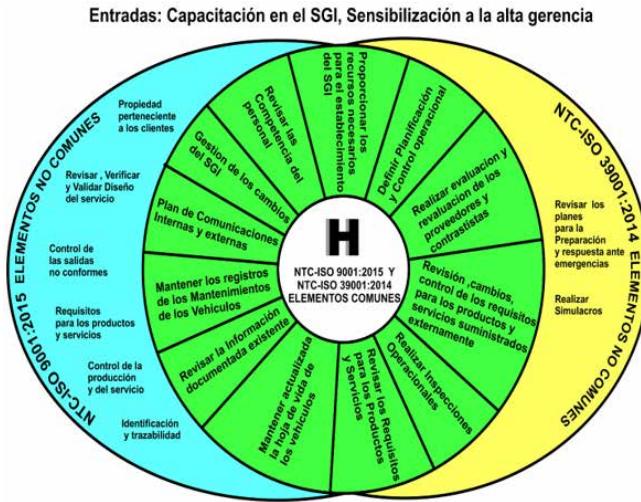 Entradas: Capacitación en el SGI, Sensibilización a la alta gerencia
NTC-ISO 9001:2015 ELEMENTOS NO COMUNES
Propiedad
perteneciente
a los clientes
Revisar , Verificar
y Validar Diseño
del servicio
Control de
las salidas
no conformes
Requisitos
para los productos
y servicios
Control de la
producción
y del servicio
Identificación
y trazabilidad
Proporcionar los
recursos necesarios
para el establecimiento
del SGI
Definir Planificación
y Control operacional
Realizar evaluacion y
revaluacion de los
proveedores y
contrastistas
Revisión ,cambios,
control de los requisitos
para los productos y
servicios suministrados
externamente
Realizar Inspecciones
Operacionales
Revisar los Requisitos
para los Productos
y Servicios
Mantener actualizada
la hoja de vida de
los vehículos
Revisar la Información
documentada existente
Mantener los registros
de los Mantenimientos
de los Vehiculos
Plan de Comunicaciones
Internas y externas
Gestion de los cambios
del SGI
Revisar las
Competencia del
personal
H
NTC-ISO 9001:2015 Y
NTC-ISO 39001:2014
ELEMENTOS COMUNES
NTC-ISO 39001:2014 ELEMENTOS NO COMUNES
Revisar los
planes
para la
Preparación
y respuesta ante
emergencias
Realizar
Simulacros